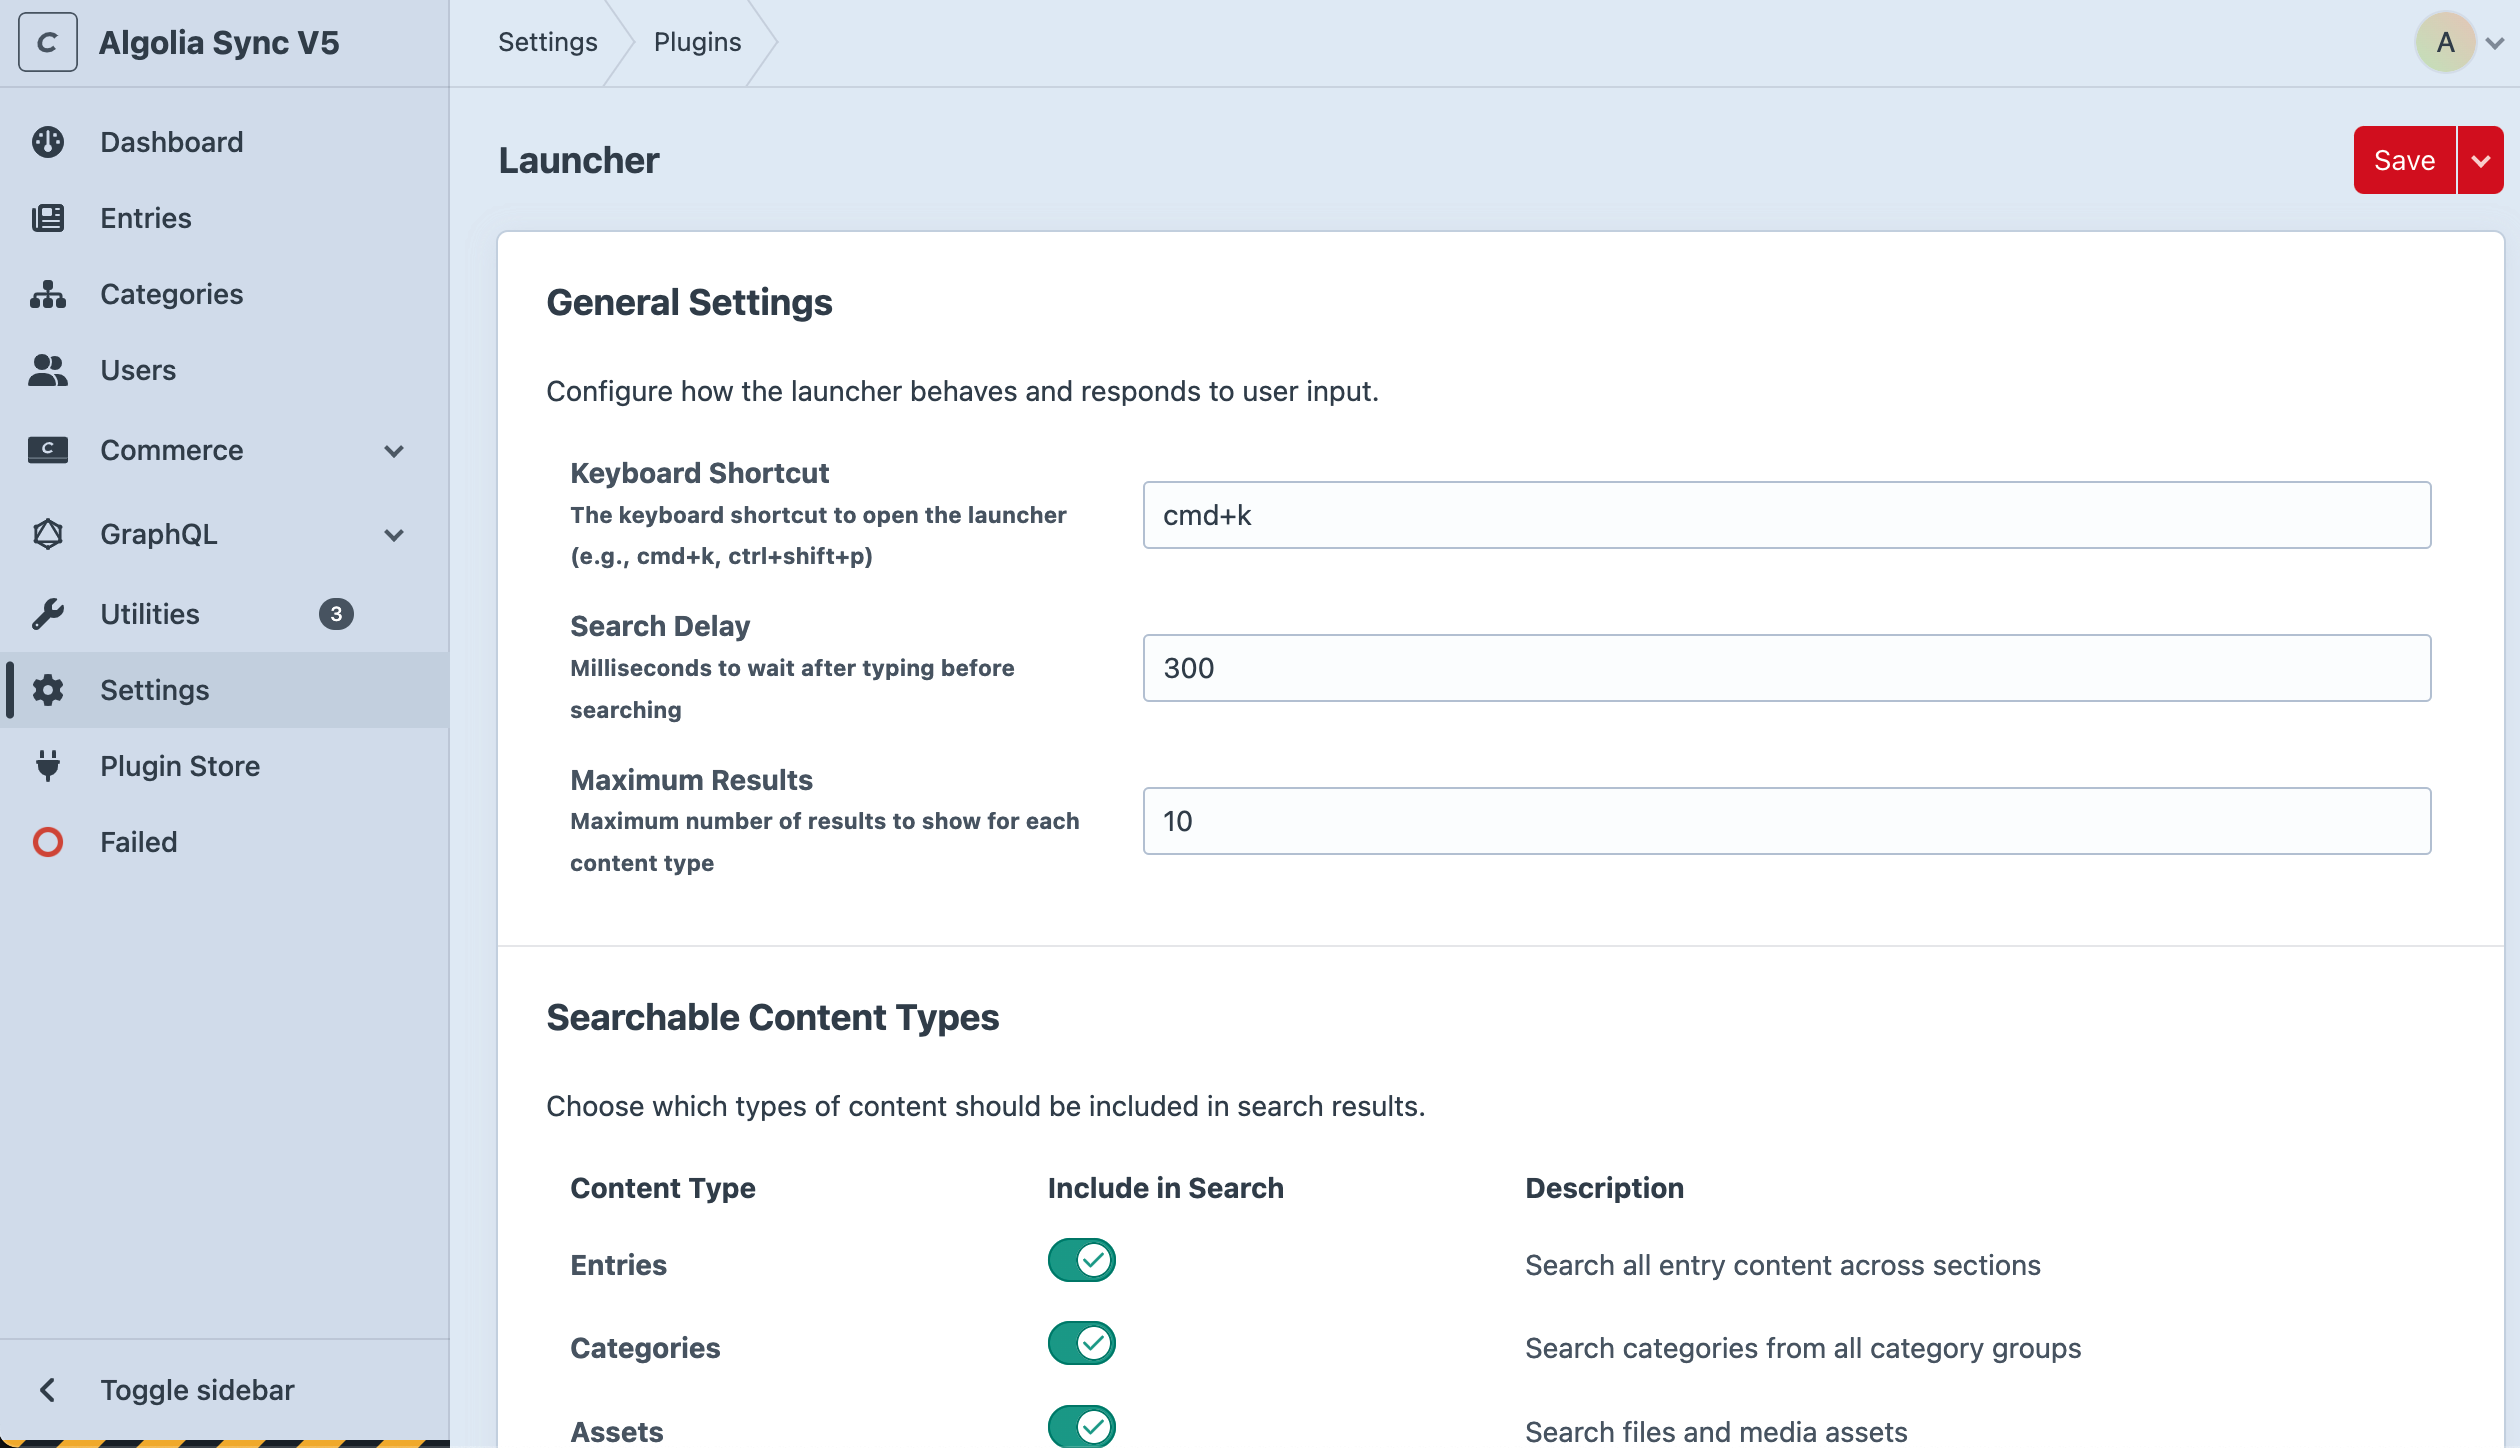 C
Algolia Sync V5
Settings
Plugins
A
Dashboard
Entries
Categories
Users
C
Commerce
GraphQL
Utilities
3
Settings
Plugin Store
Failed
Toggle sidebar
Launcher
Save
General Settings
Configure how the launcher behaves and responds to user input.
Keyboard Shortcut
The keyboard shortcut to open the launcher
(e.g., cmd+k, ctrl+shift+p)
cmd+k
Search Delay
Milliseconds to wait after typing before
searching
300
Maximum Results
Maximum number of results to show for each
content type
10
Searchable Content Types
Choose which types of content should be included in search results.
Content Type
Include in Search
Description
Entries
Search all entry content across sections
Categories
Search categories from all category groups
Assets
Search files and media assets